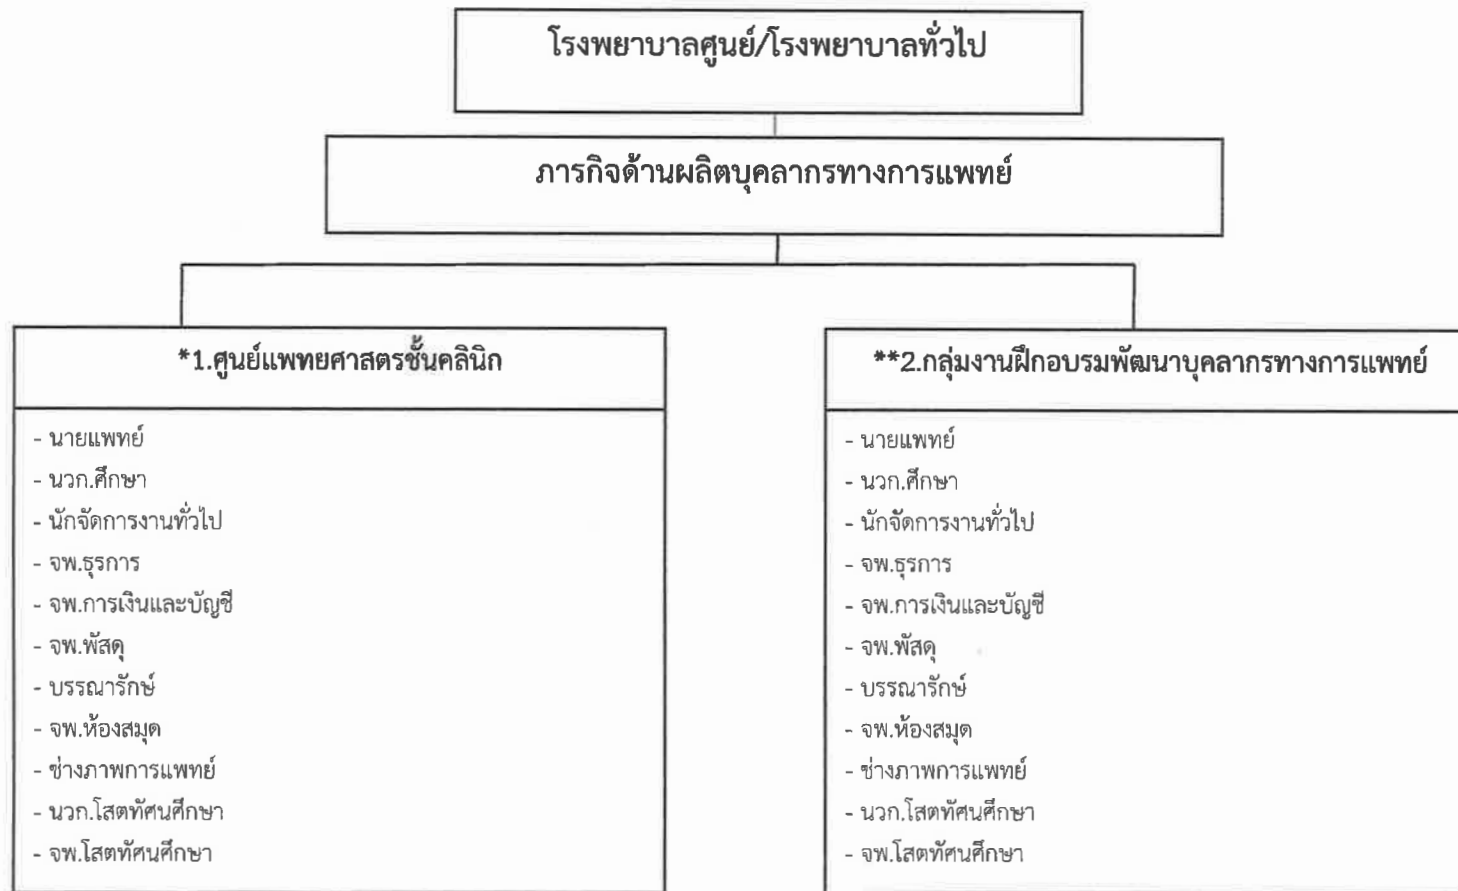 โรงพยาบาลศูนย์/โรงพยาบาลทั่วไป
ภารกิจด้านผลิตบุคลากรทางการแพทย์
*1.ศูนย์แพทยศาสตรชั้นคลินิก
- นายแพทย์
- นวก.ศึกษา
- นักจัดการงานทั่วไป
- จพ.ธุรการ
- จพ.การเงินและบัญชี
- จพ.พัสดุ
- บรรณารักษ์
- จพ.ห้องสมุด
- ช่างภาพการแพทย์
- นวก.โสตทัศนศึกษา
- จพ.โสตทัศนศึกษา
**2.กลุ่มงานฝึกอบรมพัฒนาบุคลากรทางการแพทย์
- นายแพทย์
- นวก.ศึกษา
- นักจัดการงานทั่วไป
- จพ.ธุรการ
- จพ.การเงินและบัญชี
- จพ.พัสดุ
- บรรณารักษ์
- จพ.ห้องสมุด
- ช่างภาพการแพทย์
- นวก.โสตทัศนศึกษา
- จพ.โสตทัศนศึกษา